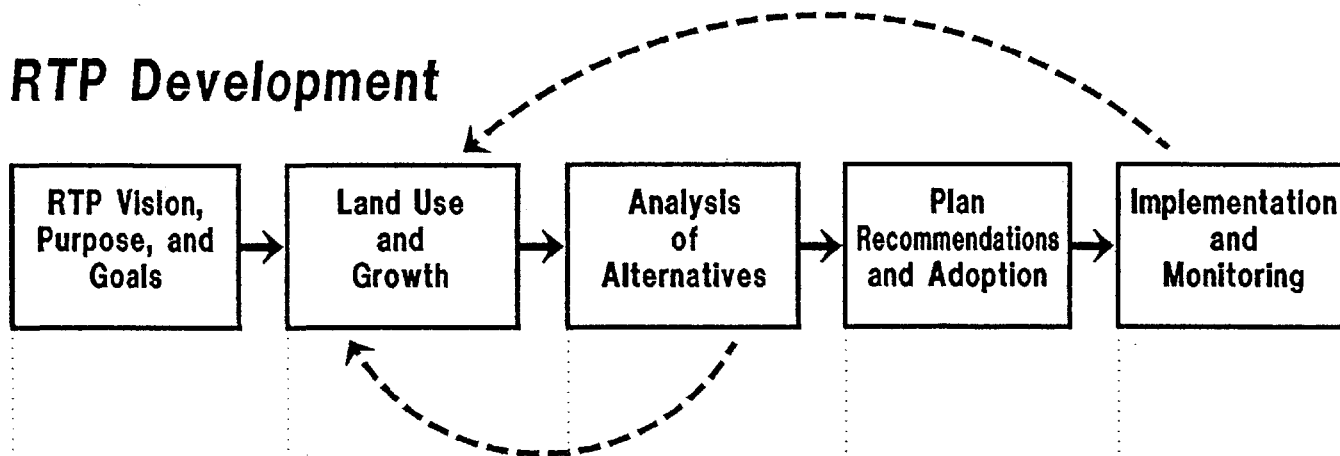 RTP Development
RTP Vision,
Purpose, and
Goals
Land Use
and
Growth
Analysis
of
Alternatives
Plan
Recommendations
and Adoption
Implementation
and
Monitoring